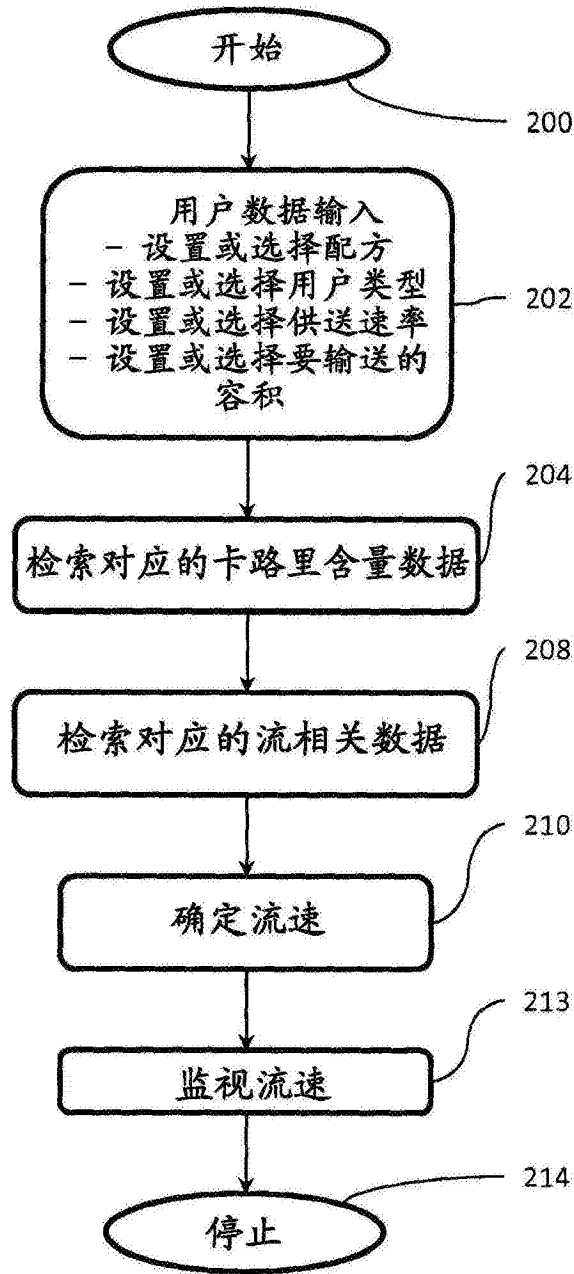 开始
200
用户数据输入
– 设置或选择配方
– 设置或选择用户类型
– 设置或选择供送速率
– 设置或选择要输送的
容积
202
204
检索对应的卡路里含量数据
208
检索对应的流相关数据
210
确定流速
213
监视流速
214
停止